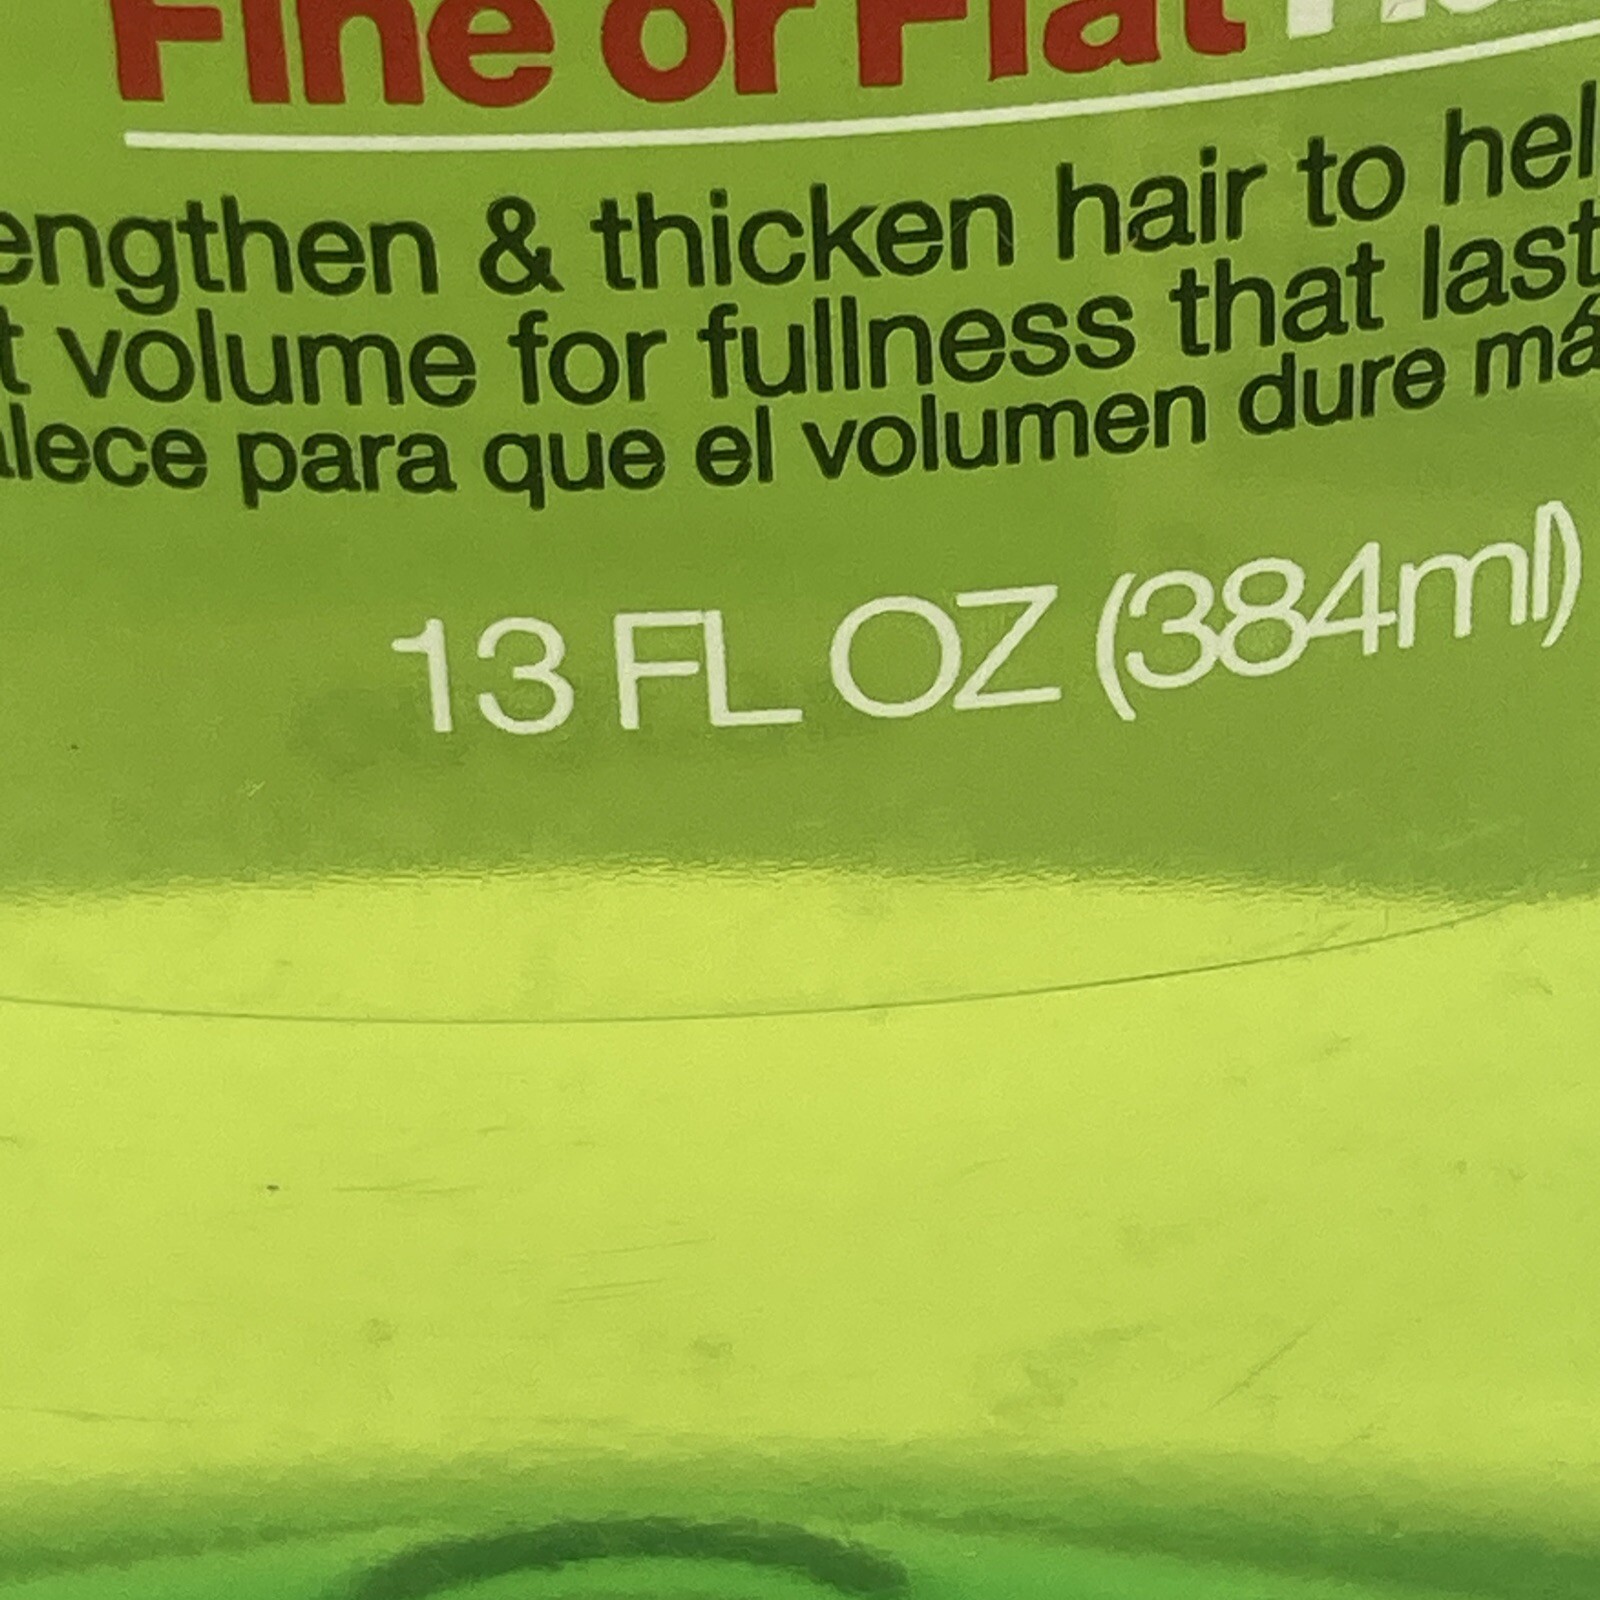 Fine or Flat
engthen & thicken hair to hel
t volume for fullness that last
lece para que el volumen dure má
13 FL OZ (384ml)